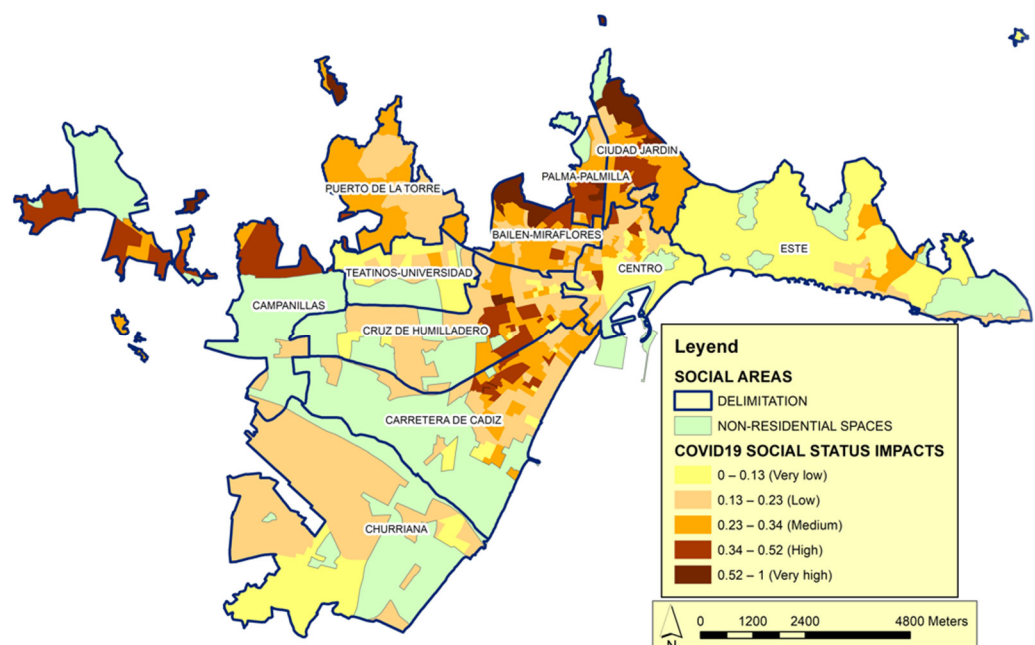 CIUDAD JARDIN
PALMA-PALMILLA
PUERTO DE LA TORRE
BAILEN-MIRAFLORES
ESTE
TEATINOS-UNIVERSIDAD
CENTRO
CAMPANILLAS
CRUZ DE HUMILLADERO
CARRETERA DE CADIZ
CHURRIANA
Leyend
SOCIAL AREAS
DELIMITATION
NON-RESIDENTIAL SPACES
COVID19 SOCIAL STATUS IMPACTS
0 – 0.13 (Very low)
0.13 – 0.23 (Low)
0.23 – 0.34 (Medium)
0.34 – 0.52 (High)
0.52 – 1 (Very high)
N
0 1200 2400 4800 Meters